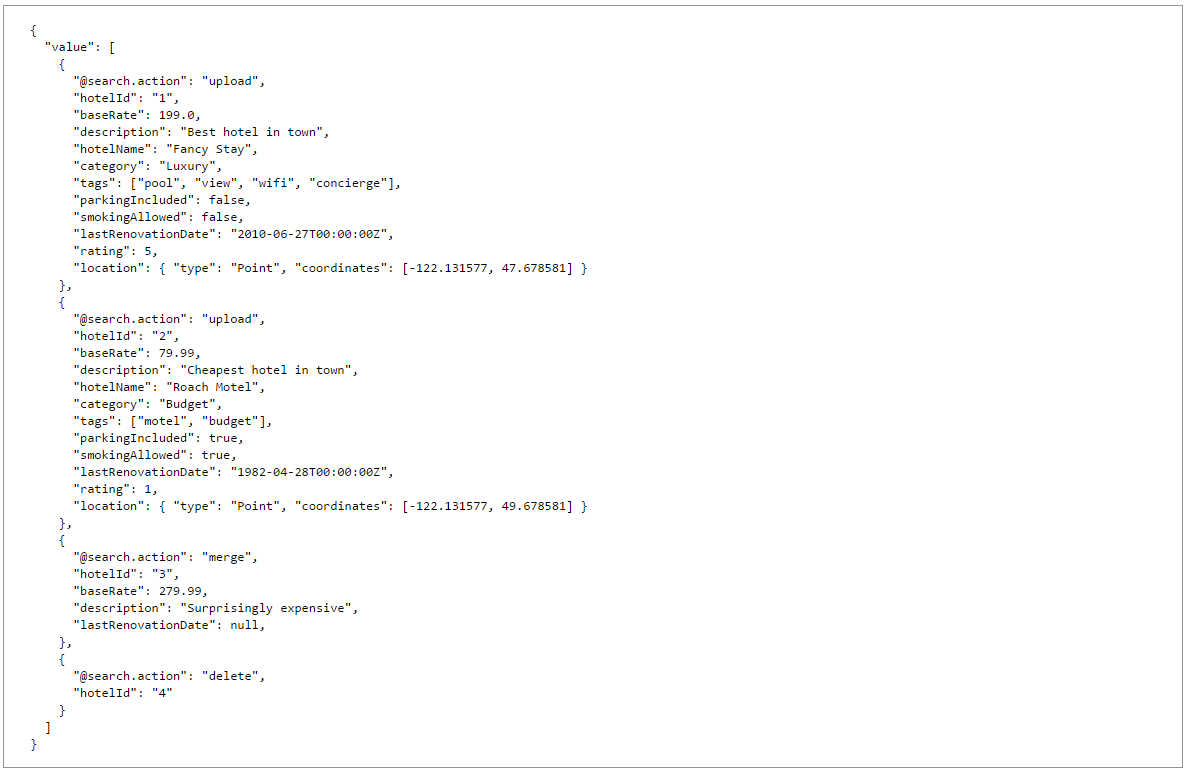 {
  "value": [
    {
      "@search.action": "upload",
      "hotelId": "1",
      "baseRate": 199.0,
      "description": "Best hotel in town",
      "hotelName": "Fancy Stay",
      "category": "Luxury",
      "tags": ["pool", "view", "wifi", "concierge"],
      "parkingIncluded": false,
      "smokingAllowed": false,
      "lastRenovationDate": "2010-06-27T00:00:00Z",
      "rating": 5,
      "location": { "type": "Point", "coordinates": [-122.131577, 47.678581] }
    },
    {
      "@search.action": "upload",
      "hotelId": "2",
      "baseRate": 79.99,
      "description": "Cheapest hotel in town",
      "hotelName": "Roach Motel",
      "category": "Budget",
      "tags": ["motel", "budget"],
      "parkingIncluded": true,
      "smokingAllowed": true,
      "lastRenovationDate": "1982-04-28T00:00:00Z",
      "rating": 1,
      "location": { "type": "Point", "coordinates": [-122.131577, 49.678581] }
    },
    {
      "@search.action": "merge",
      "hotelId": "3",
      "baseRate": 279.99,
      "description": "Surprisingly expensive",
      "lastRenovationDate": null,
    },
    {
      "@search.action": "delete",
      "hotelId": "4"
    }
  ]
}